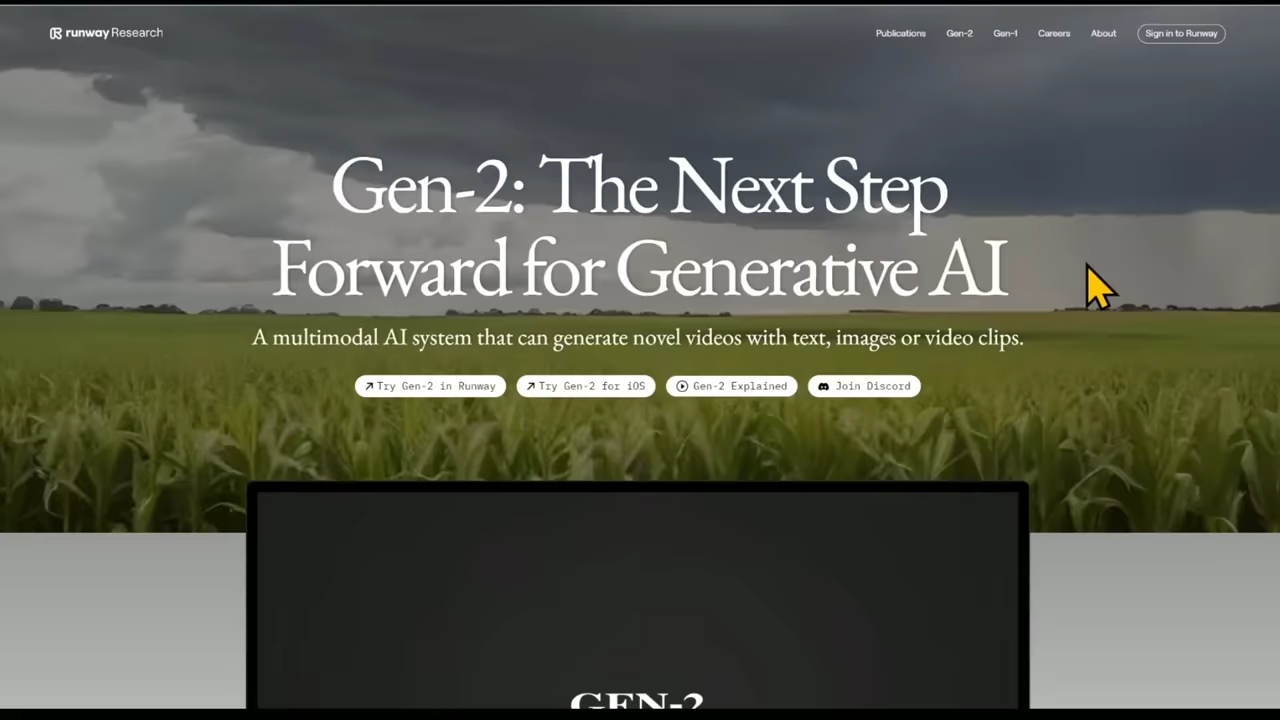 runway Research
Publications Gen-2 Gen-1 Careers About Sign in to Runway
Gen-2: The Next Step
Forward for Generative AI
A multimodal AI system that can generate novel videos with text, images or video clips.
Try Gen-2 in Runway Try Gen-2 for iOS Gen-2 Explained Join Discord
GEN-2